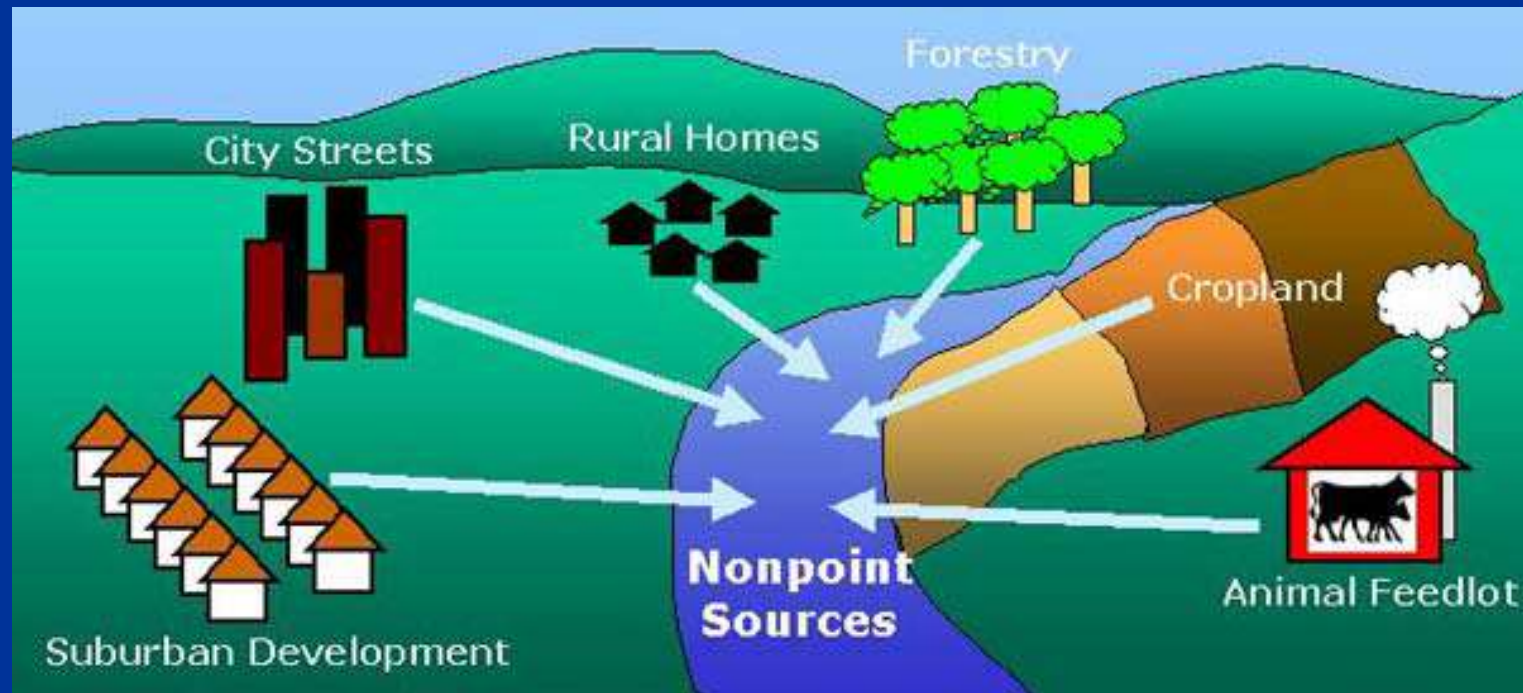 Forestry
City Streets
Rural Homes
Cropland
Nonpoint
Sources
Animal Feedlot
Suburban Development